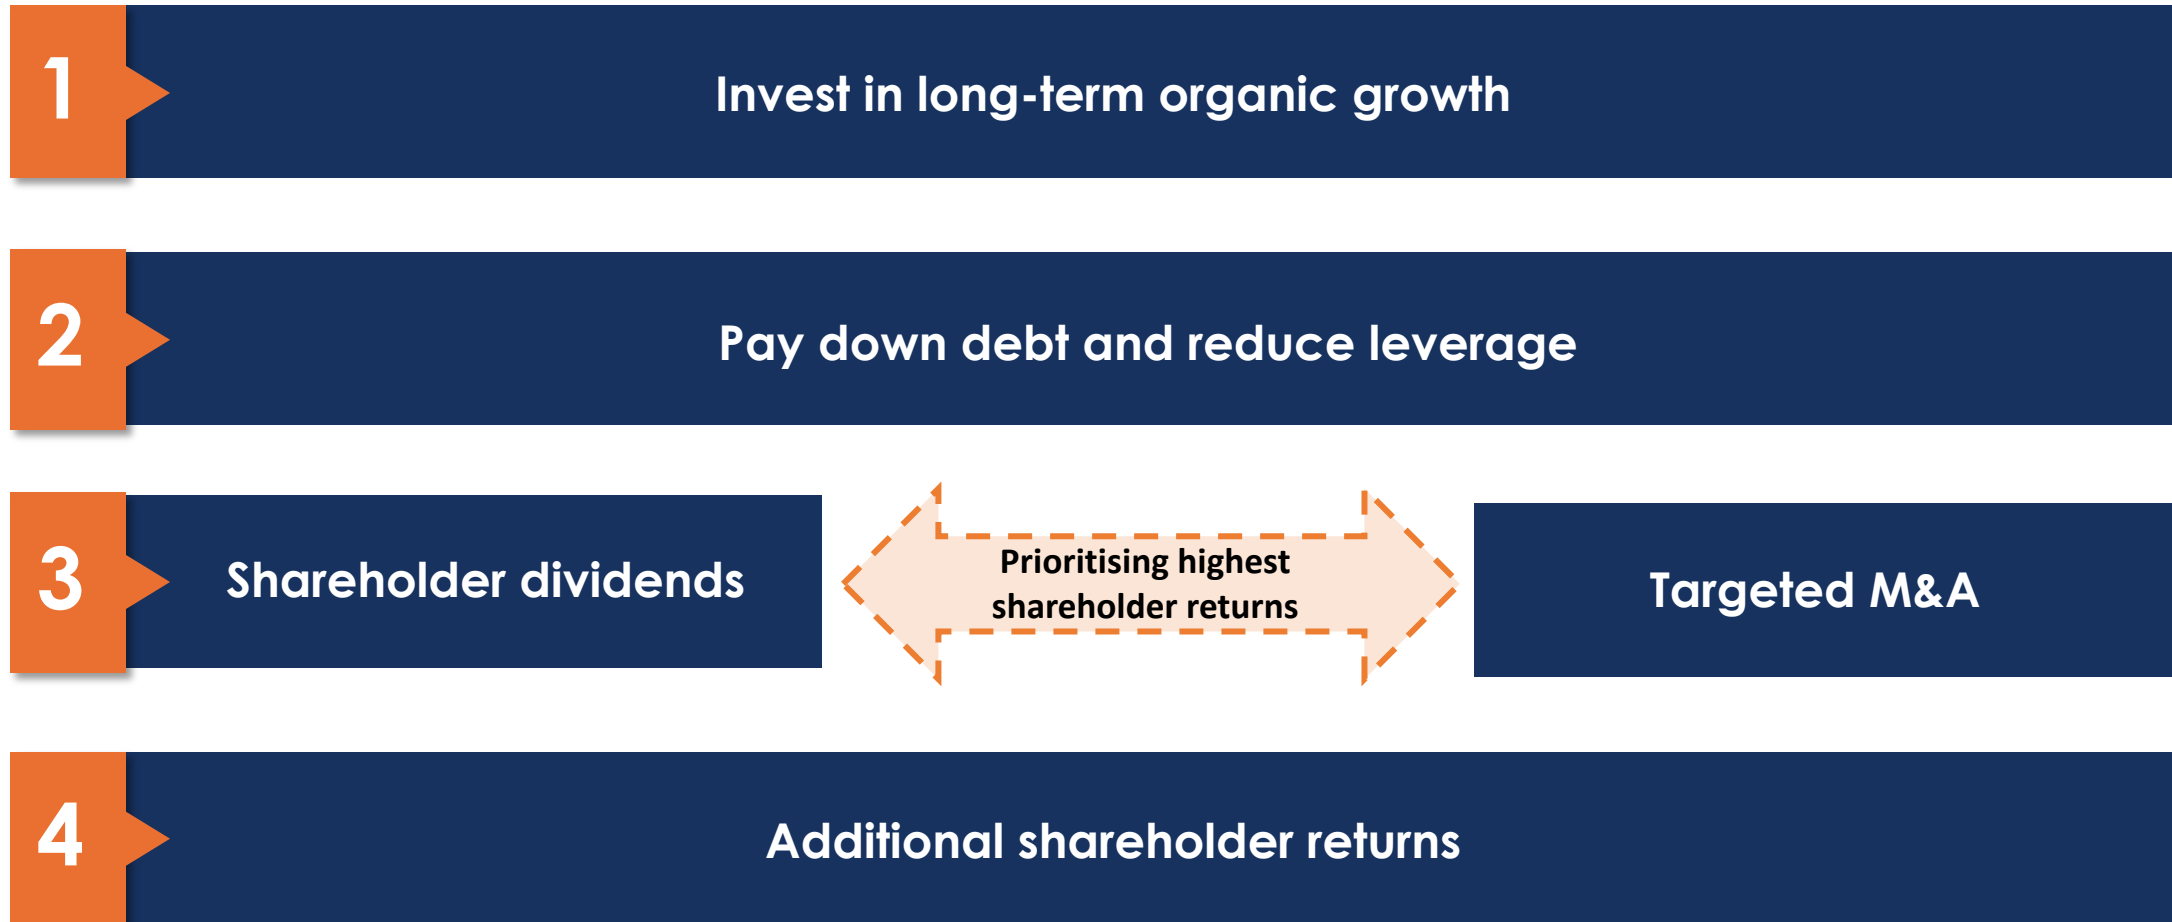 1
Invest in long-term organic growth
2
Pay down debt and reduce leverage
3
Shareholder dividends
Prioritising highest
shareholder returns
Targeted M&A
4
Additional shareholder returns